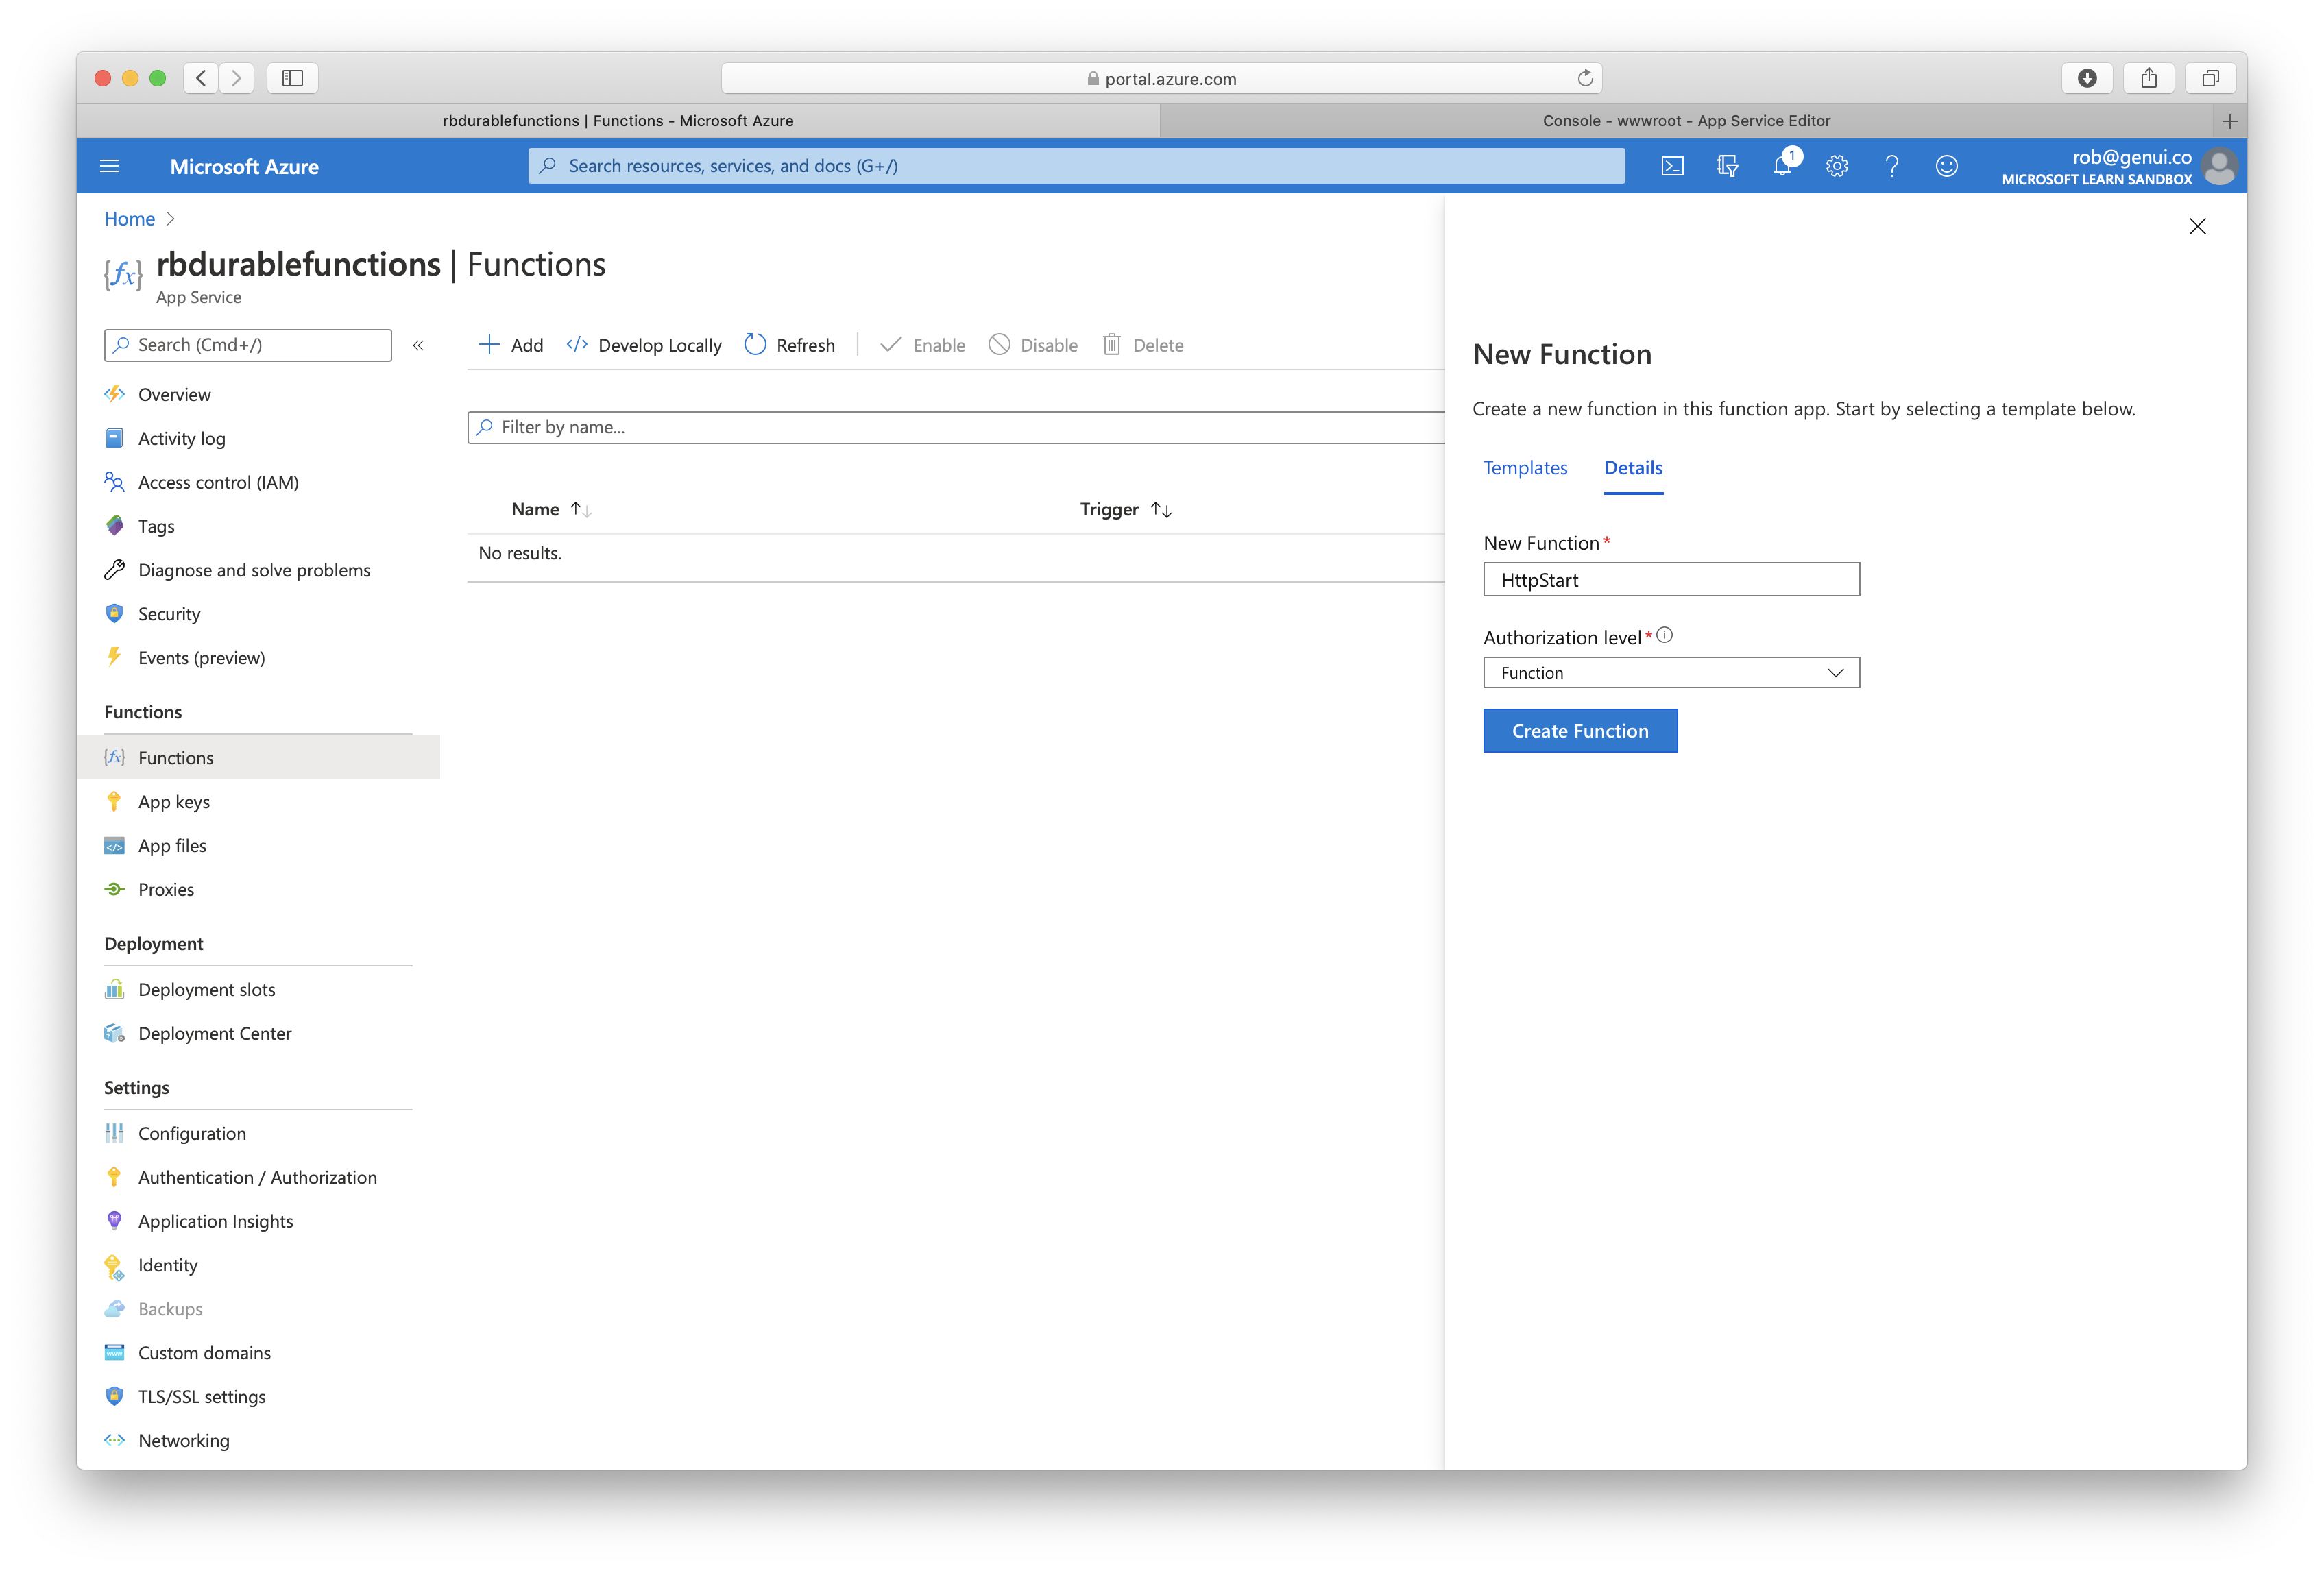 portal.azure.com
rbdurablefunctions | Functions - Microsoft Azure
Console - wwwroot - App Service Editor
Microsoft Azure
Search resources, services, and docs (G+/)
1
rob@genui.co
MICROSOFT LEARN SANDBOX
Home
rbdurablefunctions | Functions
App Service
Search (Cmd+/)
Overview
Activity log
Access control (IAM)
Tags
Diagnose and solve problems
Security
Events (preview)
Functions
Functions
App keys
App files
Proxies
Deployment
Deployment slots
Deployment Center
Settings
Configuration
Authentication / Authorization
Application Insights
Identity
Backups
Custom domains
TLS/SSL settings
Networking
Add Develop Locally Refresh Enable Disable Delete
Filter by name...
Name Trigger
No results.
New Function
Create a new function in this function app. Start by selecting a template below.
Templates Details
New Function *
HttpStart
Authorization level *
Function
Create Function